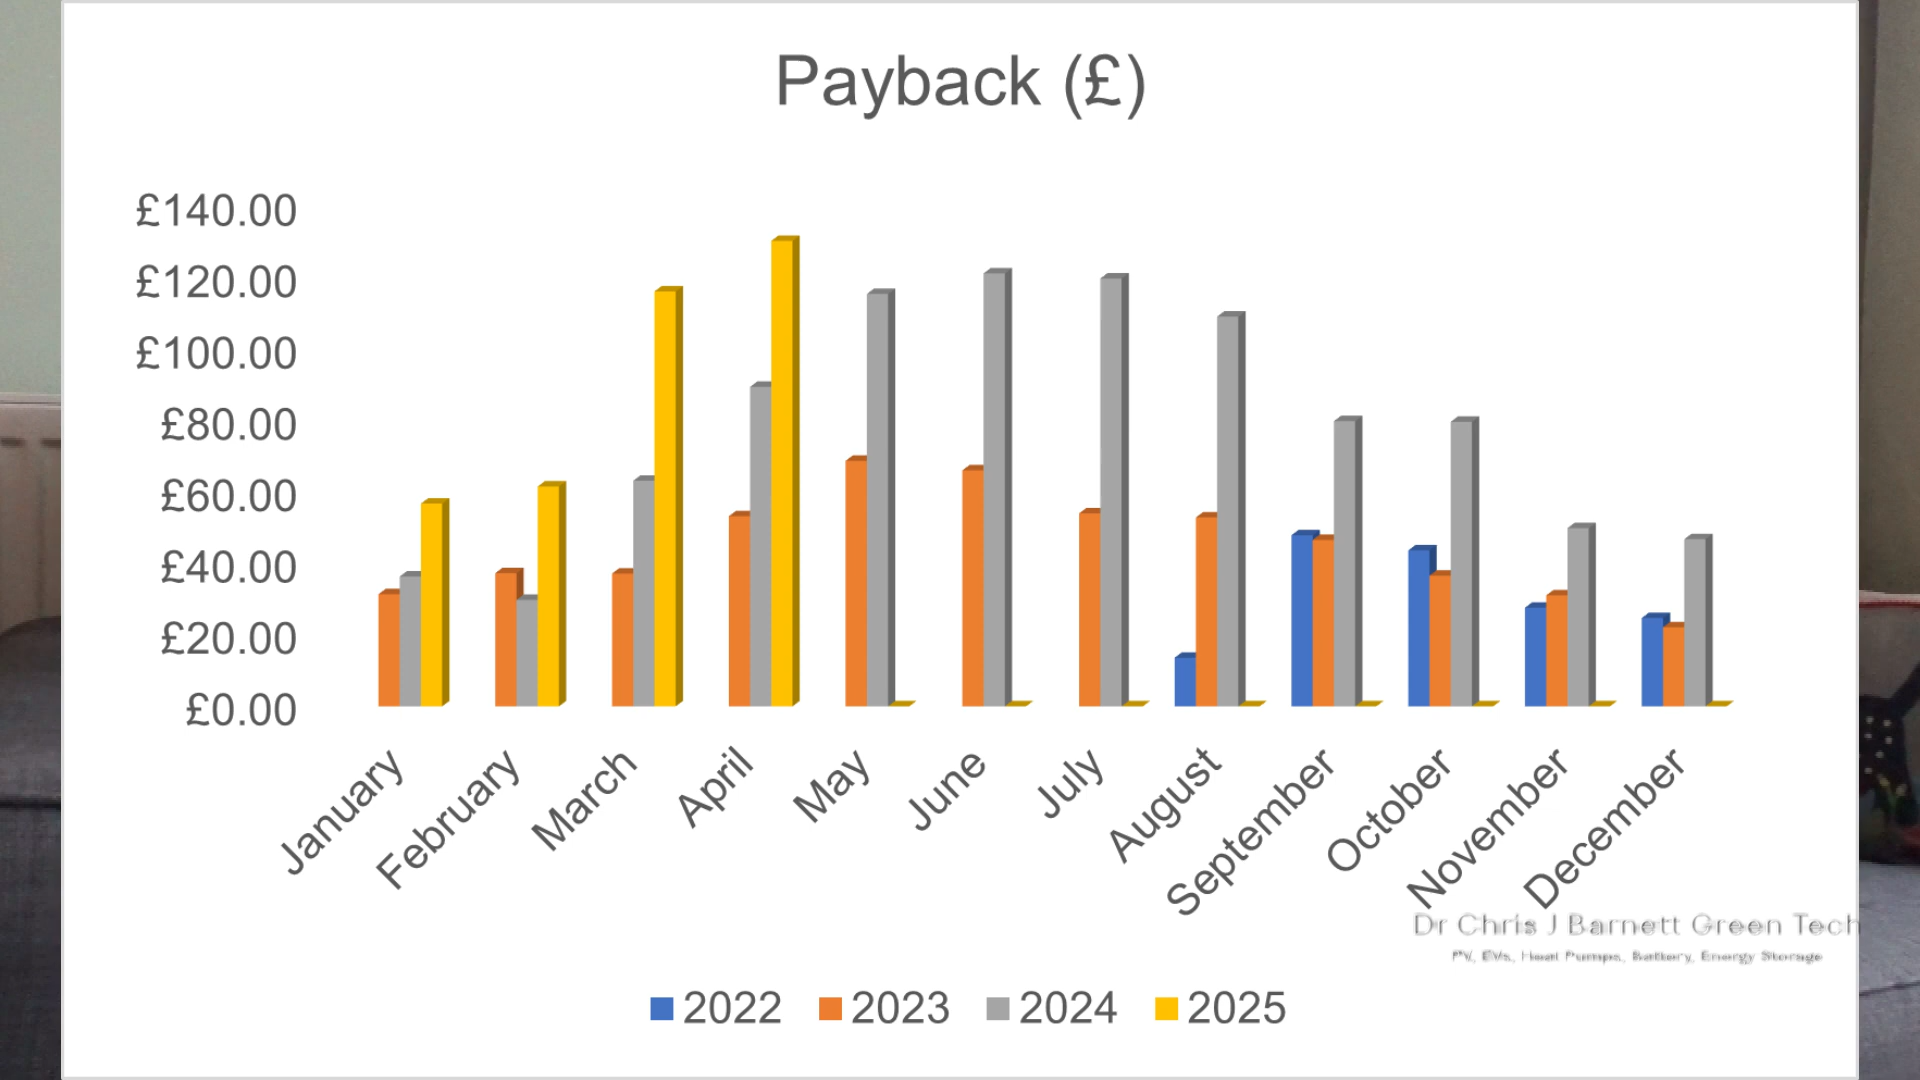 Payback (£)
£140.00
£120.00
£100.00
£80.00
£60.00
£40.00
£20.00
£0.00
January
February
March
April
May
June
July
August
September
October
November
December
Dr Chris J Barnett Green Tech
PV, EVs, Heat Pumps, Battery, Energy Storage
2022 2023 2024 2025